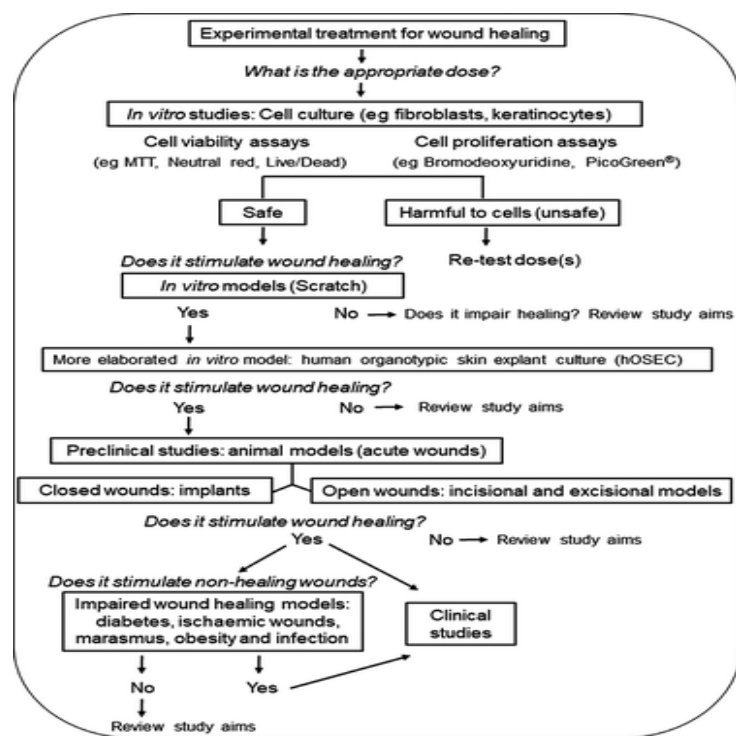 Experimental treatment for wound healing
What is the appropriate dose?
In vitro studies: Cell culture (eg fibroblasts, keratinocytes)
Cell viability assays
(eg MTT, Neutral red, Live/Dead)
Cell proliferation assays
(eg Bromodeoxyuridine, PicoGreen®)
Safe
Harmful to cells (unsafe)
Does it stimulate wound healing?
Re-test dose(s)
In vitro models (Scratch)
Yes
No → Does it impair healing? Review study aims
More elaborated in vitro model: human organotypic skin explant culture (hOSEC)
Does it stimulate wound healing?
Yes
No → Review study aims
Preclinical studies: animal models (acute wounds)
Closed wounds: implants
Open wounds: incisional and excisional models
Does it stimulate wound healing?
Yes
No → Review study aims
Does it stimulate non-healing wounds?
Impaired wound healing models:
diabetes, ischaemic wounds,
marasmus, obesity and infection
Clinical
studies
No
Yes
Review study aims